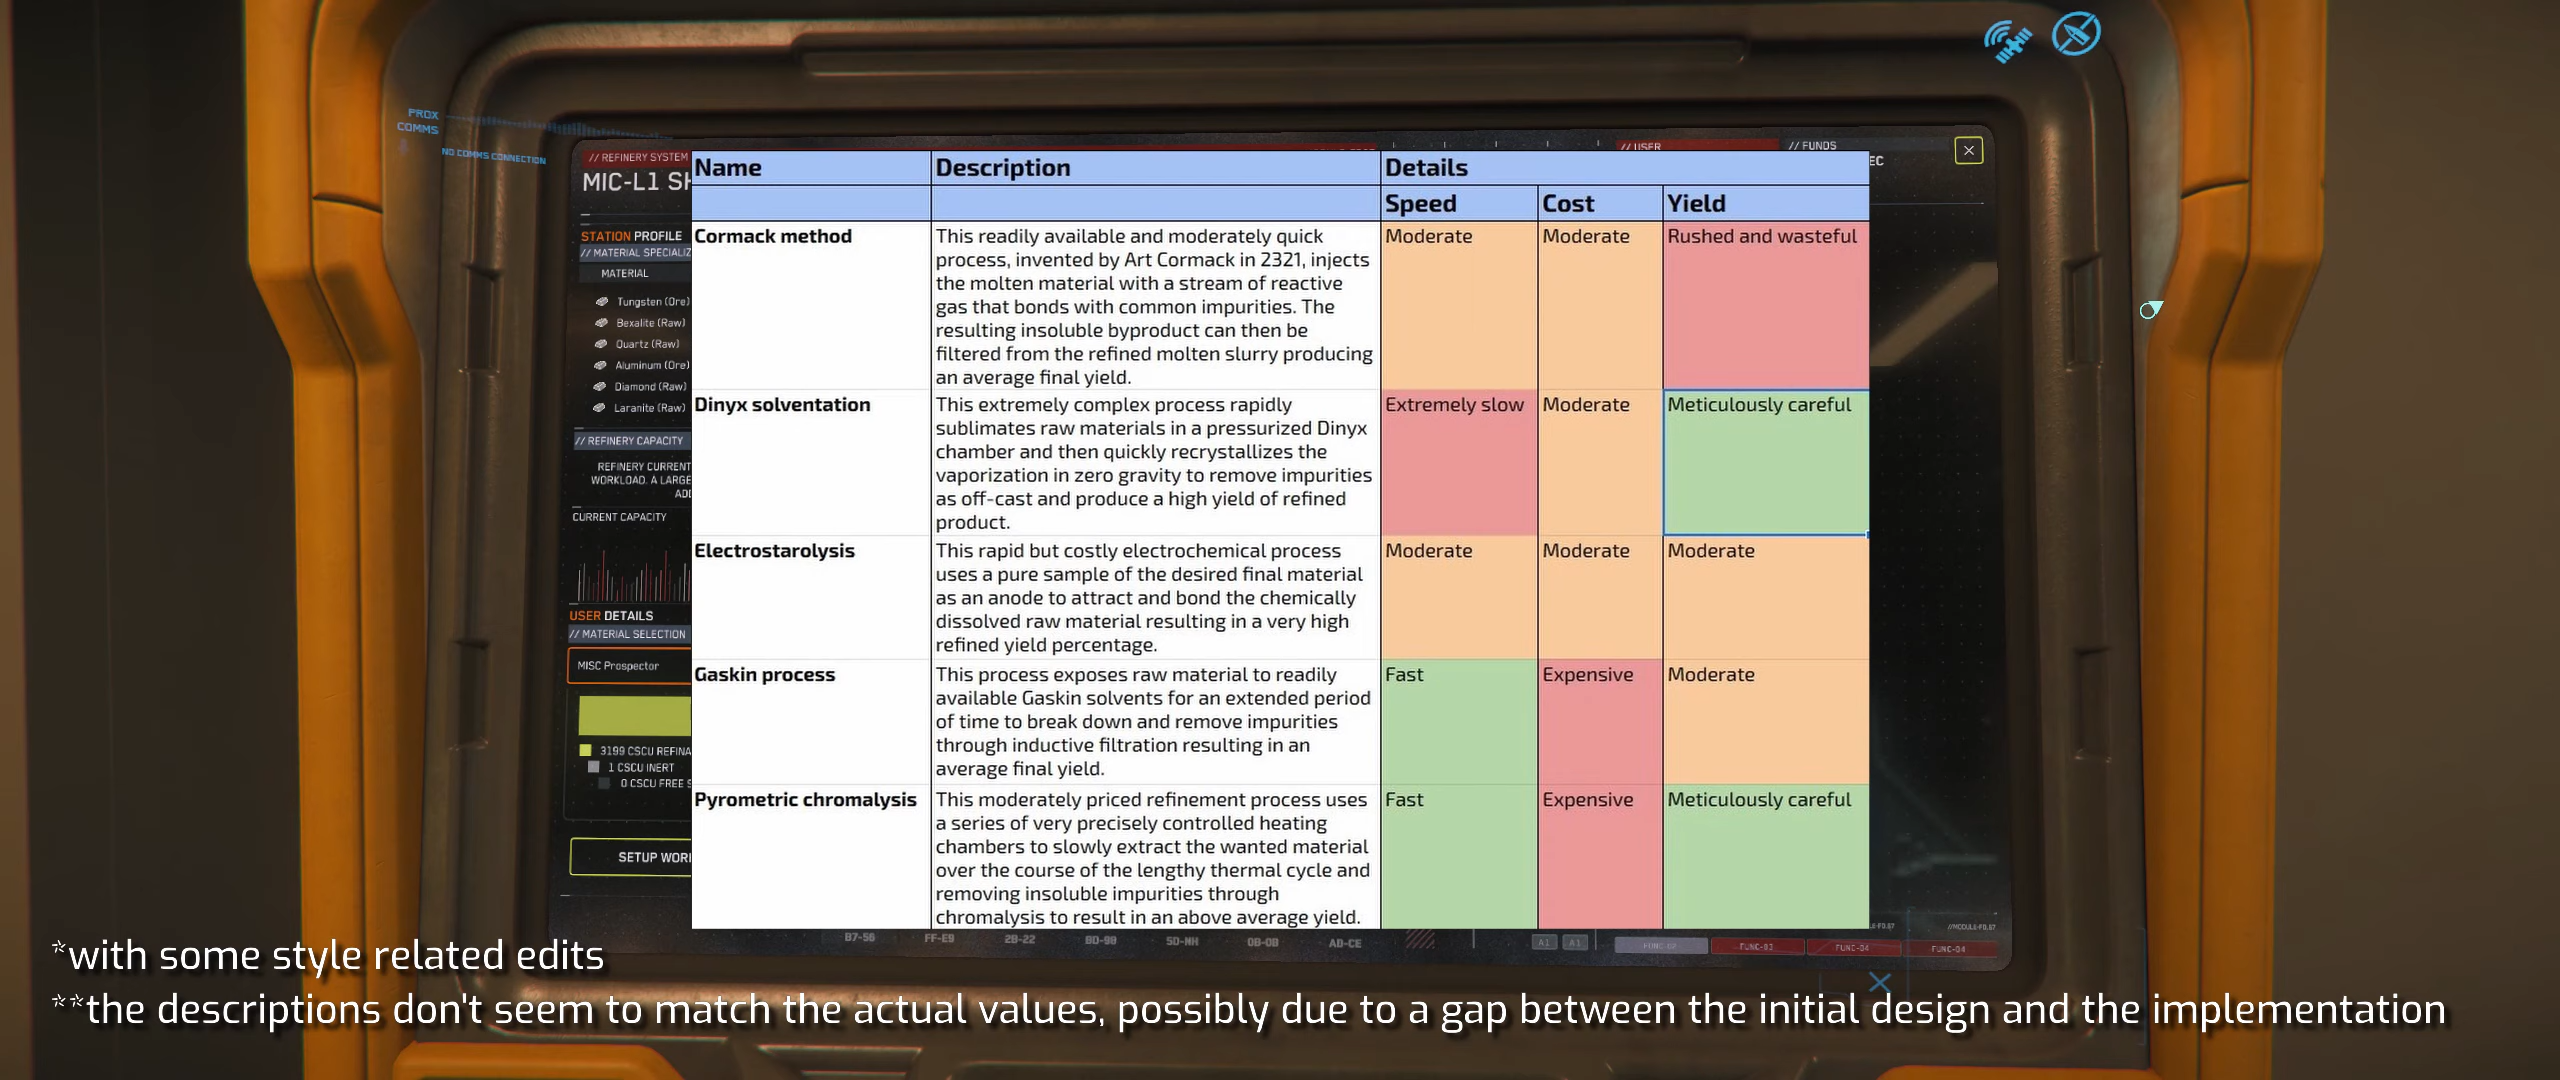 PROX
COMMS
NO COMMS CONNECTION
// REFINERY SYSTEM
MIC-L1 SH
// USER
// FUNDS
EC
STATION PROFILE
// MATERIAL SPECIALIZ
MATERIAL
Tungsten (Ore)
Bexalite (Raw)
Quartz (Raw)
Aluminum (Ore)
Diamond (Raw)
Laranite (Raw)
// REFINERY CAPACITY
REFINERY CURRENT
WORKLOAD. A LARGE
ADD
CURRENT CAPACITY
USER DETAILS
// MATERIAL SELECTION
MISC Prospector
3199 CSCU REFINA
1 CSCU INERT
0 CSCU FREE S
SETUP WOR
Name Description Details
Speed Cost Yield
Cormack method
This readily available and moderately quick
process, invented by Art Cormack in 2321, injects
the molten material with a stream of reactive
gas that bonds with common impurities. The
resulting insoluble byproduct can then be
filtered from the refined molten slurry producing
an average final yield.
Moderate Moderate Rushed and wasteful
Dinyx solventation
This extremely complex process rapidly
sublimates raw materials in a pressurized Dinyx
chamber and then quickly recrystallizes the
vaporization in zero gravity to remove impurities
as off-cast and produce a high yield of refined
product.
Extremely slow Moderate Meticulously careful
Electrostarolysis
This rapid but costly electrochemical process
uses a pure sample of the desired final material
as an anode to attract and bond the chemically
dissolved raw material resulting in a very high
refined yield percentage.
Moderate Moderate Moderate
Gaskin process
This process exposes raw material to readily
available Gaskin solvents for an extended period
of time to break down and remove impurities
through inductive filtration resulting in an
average final yield.
Fast Expensive Moderate
Pyrometric chromalysis
This moderately priced refinement process uses
a series of very precisely controlled heating
chambers to slowly extract the wanted material
over the course of the lengthy thermal cycle and
removing insoluble impurities through
chromalysis to result in an above average yield.
Fast Expensive Meticulously careful
FF-E9 2B-22 5D-NH AD-CE A1 A1 FUNC-03 FUNC-04 FUNC-04
*with some style related edits
**the descriptions don't seem to match the actual values, possibly due to a gap between the initial design and the implementation